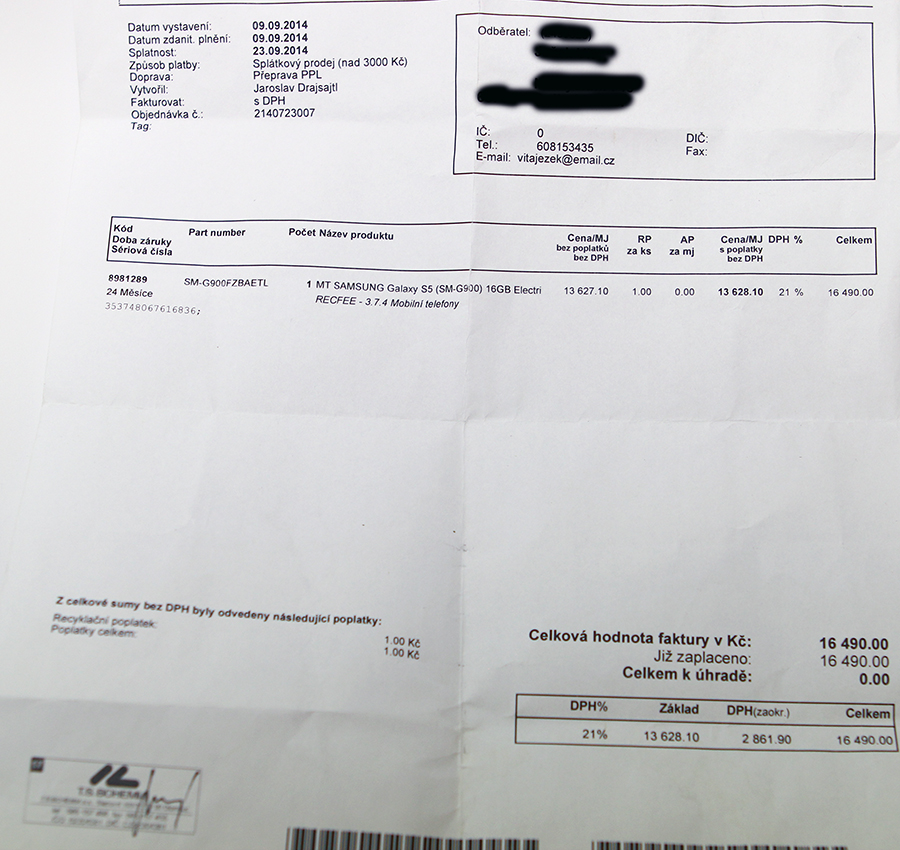 Datum vystavení: 09.09.2014
Datum zdanit. plnění: 09.09.2014
Splatnost: 23.09.2014
Způsob platby: Splátkový prodej (nad 3000 Kč)
Doprava: Přeprava PPL
Vytvořil: Jaroslav Drajsajtl
Fakturovat: s DPH
Objednávka č.: 2140723007
Tag:
Odběratel:
IČ: 0 DIČ:
Tel.: 608153435 Fax:
E-mail: vitajezek@email.cz
Kód Part number Počet Název produktu Cena/MJ RP AP Cena/MJ DPH % Celkem
Doba záruky bez poplatků za ks za mj s poplatky
Sériová čísla bez DPH bez DPH
8981289 SM-G900FZBAETL 1 MT SAMSUNG Galaxy S5 (SM-G900) 16GB Electri 13 627.10 1.00 0.00 13 628.10 21 % 16 490.00
24 Měsíce RECFEE - 3.7.4 Mobilní telefony
353748067616836;
Z celkové sumy bez DPH byly odvedeny následující poplatky:
Recyklační poplatek: 1.00 Kč
Poplatky celkem: 1.00 Kč
Celková hodnota faktury v Kč: 16 490.00
Již zaplaceno: 16 490.00
Celkem k úhradě: 0.00
DPH% Základ DPH(zaokr.) Celkem
21% 13 628.10 2 861.90 16 490.00
T.S. BOHEMIA